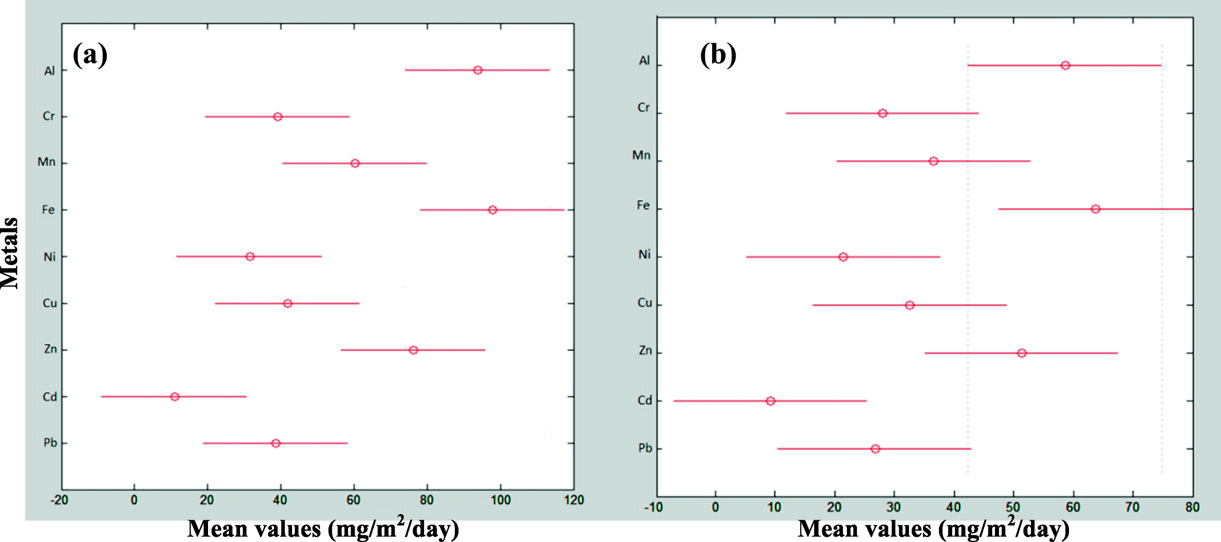 (a)
Al
Cr
Mn
Fe
Ni
Cu
Zn
Cd
Pb
-20 0 20 40 60 80 100 120
Mean values (mg/m²/day)
Metals
(b)
Al
Cr
Mn
Fe
Ni
Cu
Zn
Cd
Pb
-10 0 10 20 30 40 50 60 70 80
Mean values (mg/m²/day)